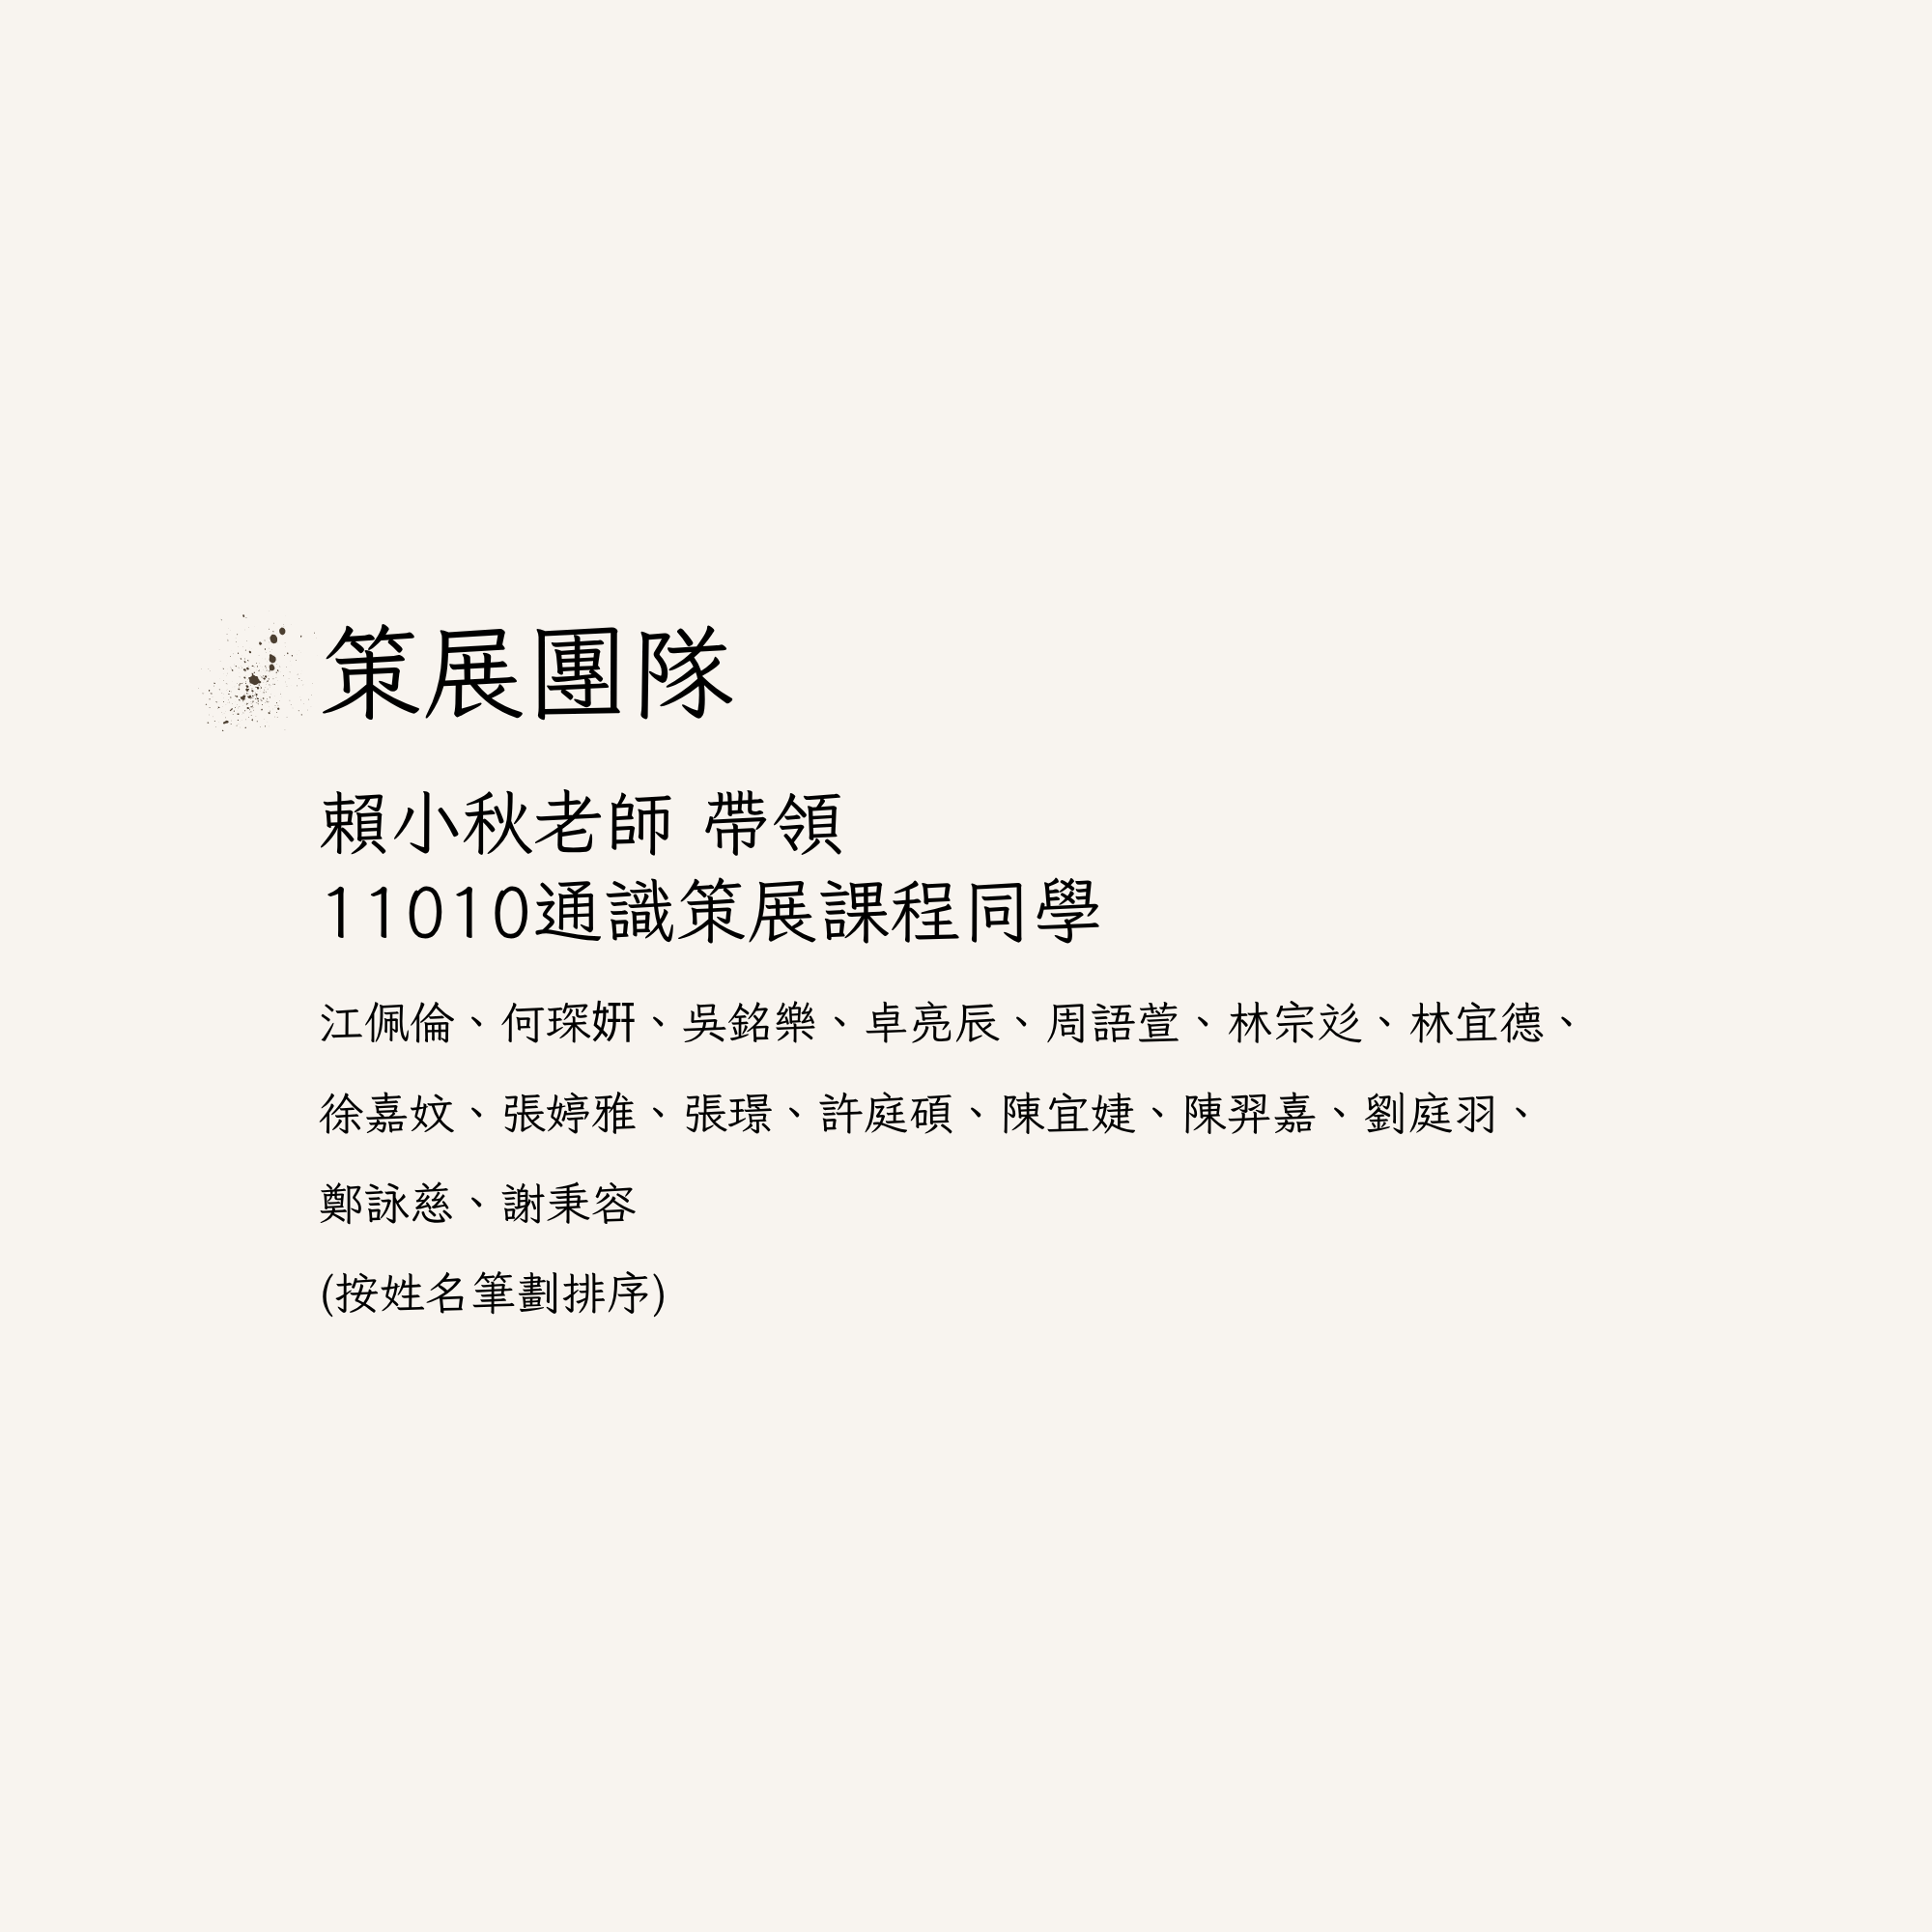 策展團隊
賴小秋老師 帶領
11010通識策展課程同學
江佩倫、何琛妍、吳銘樂、卓亮辰、周語萱、林宗彣、林宜德、
徐嘉妏、張婷雅、張璟、許庭碩、陳宜婕、陳羿嘉、劉庭羽、
鄭詠慈、謝秉容
(按姓名筆劃排序)